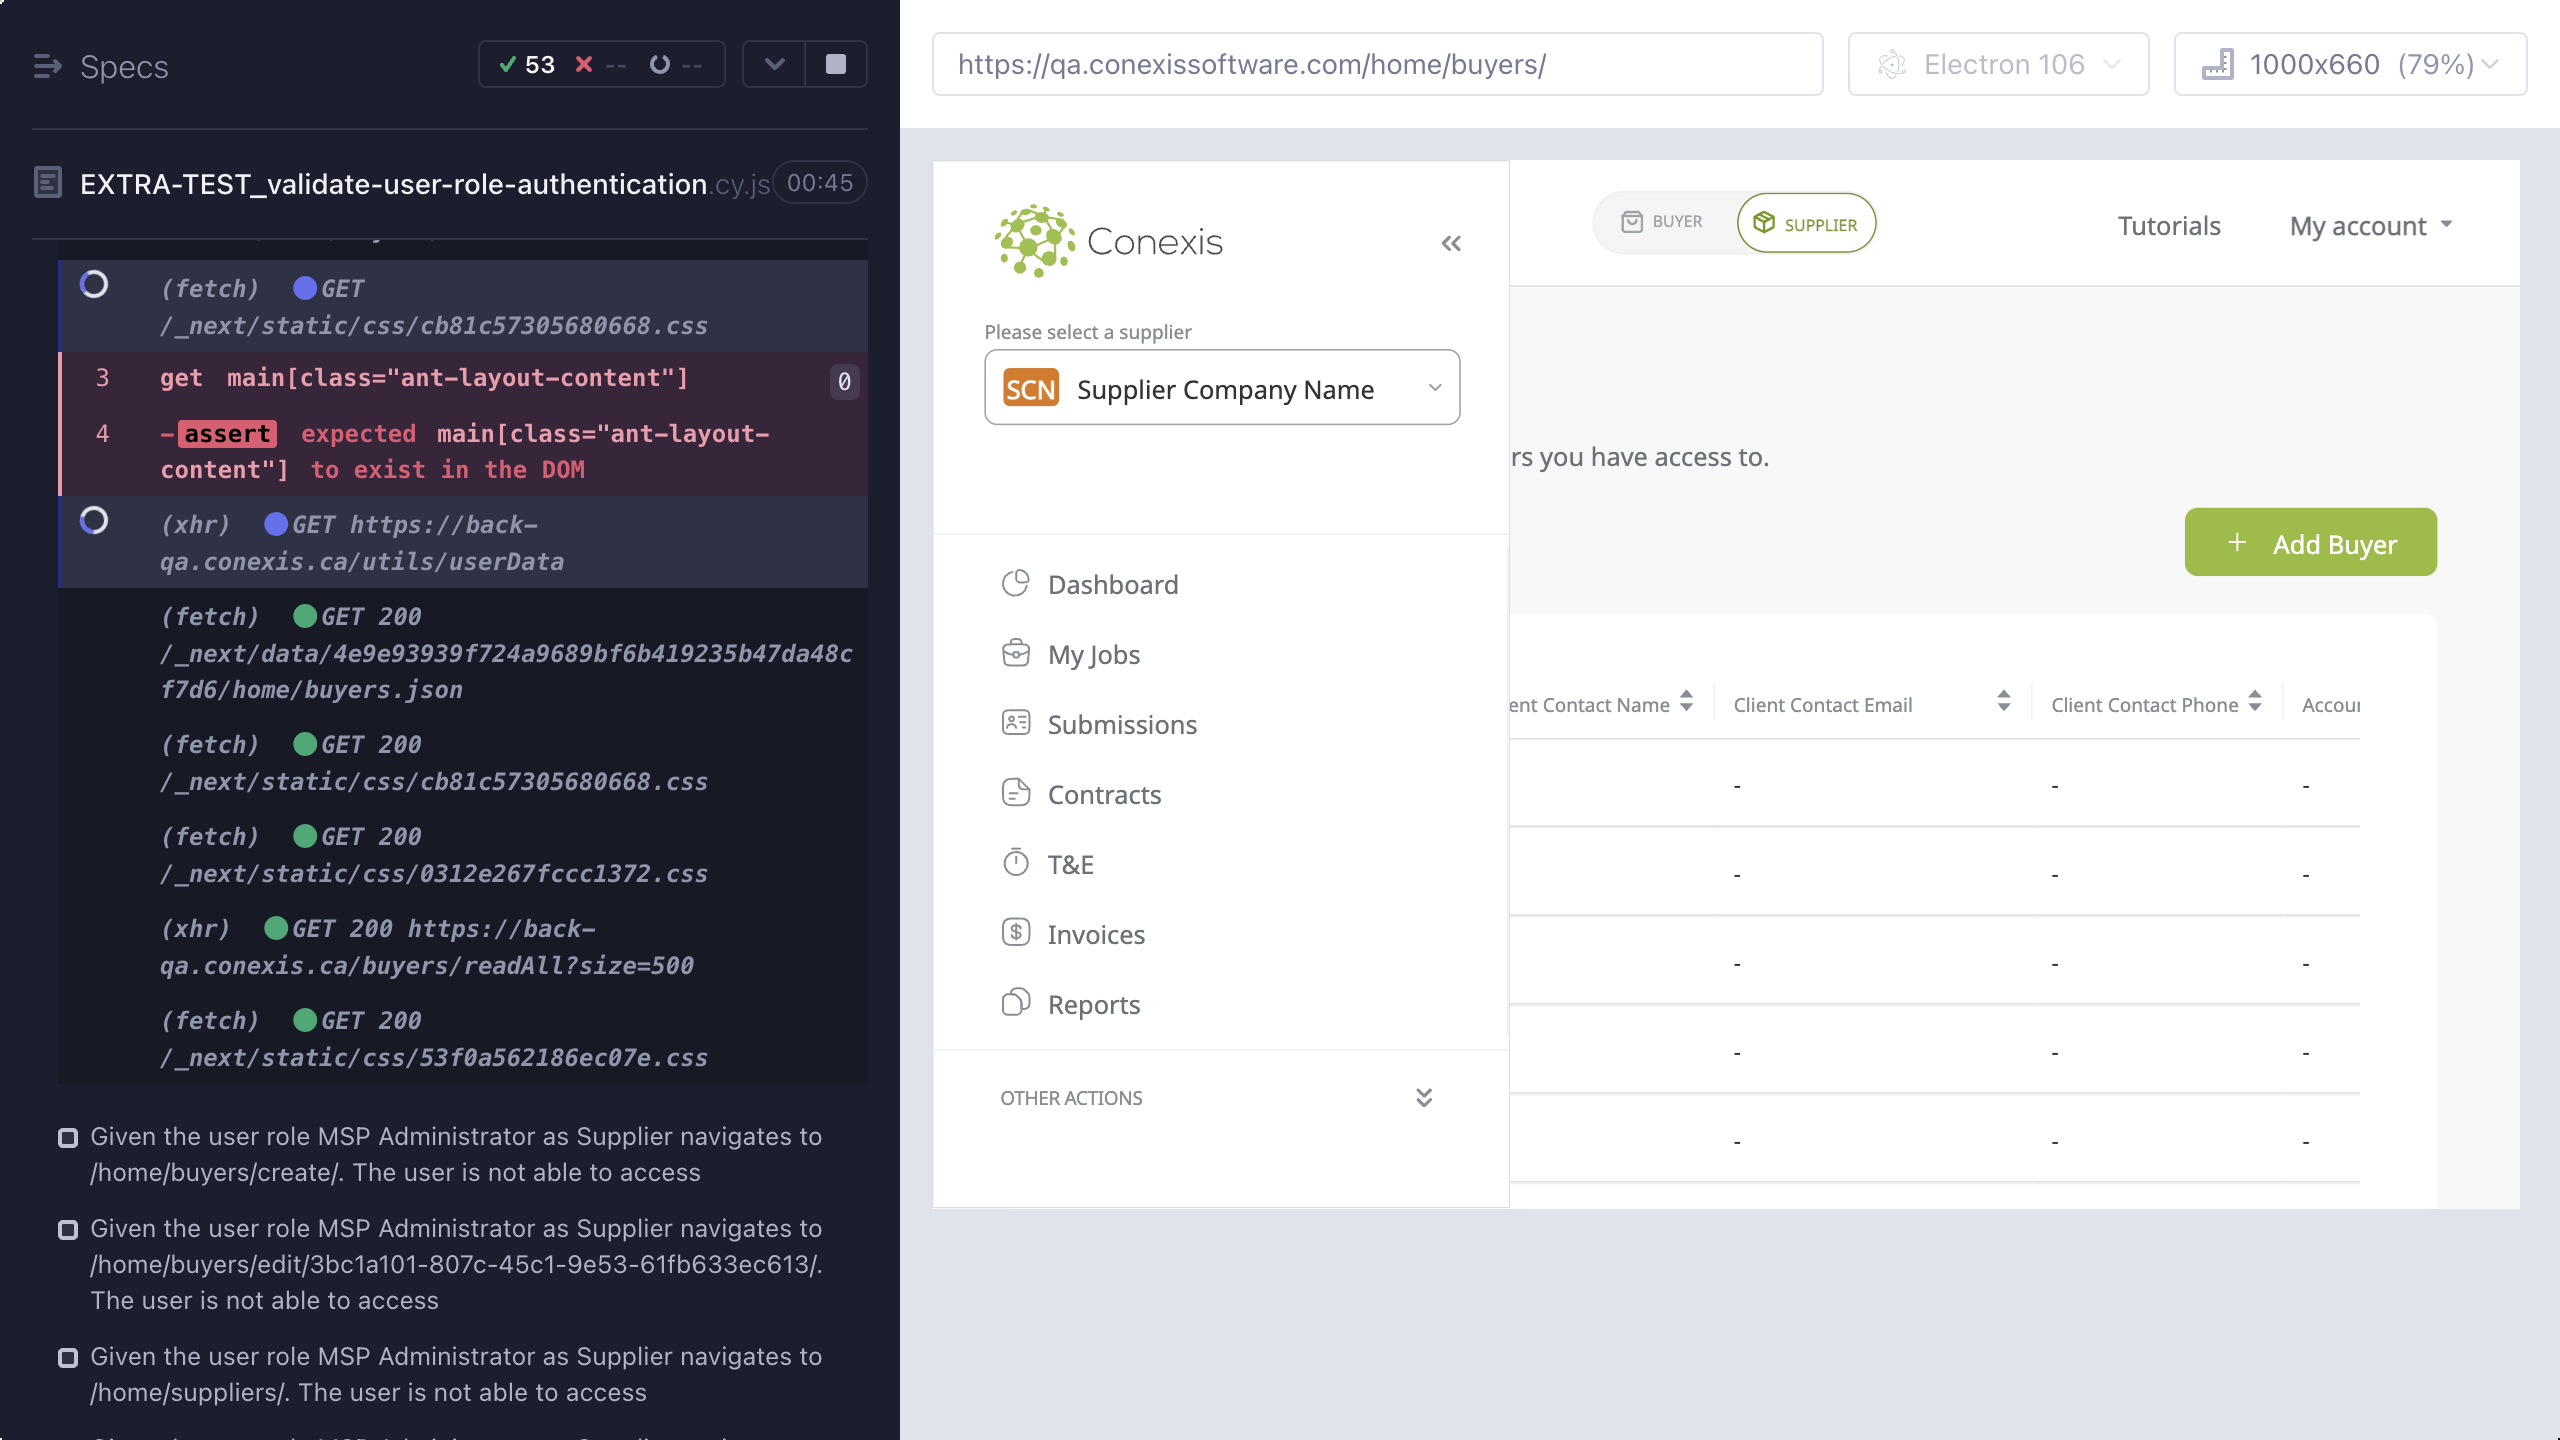 Specs
53
--
--
EXTRA-TEST_validate-user-role-authentication.cy.js
00:45
(fetch) GET
/_next/static/css/cb81c57305680668.css
3 get main[class="ant-layout-content"] 0
4 -assert expected main[class="ant-layout-
content"] to exist in the DOM
(xhr) GET https://back-
qa.conexis.ca/utils/userData
(fetch) GET 200
/_next/data/4e9e93939f724a9689bf6b419235b47da48c
f7d6/home/buyers.json
(fetch) GET 200
/_next/static/css/cb81c57305680668.css
(fetch) GET 200
/_next/static/css/0312e267fccc1372.css
(xhr) GET 200 https://back-
qa.conexis.ca/buyers/readAll?size=500
(fetch) GET 200
/_next/static/css/53f0a562186ec07e.css
Given the user role MSP Administrator as Supplier navigates to
/home/buyers/create/. The user is not able to access
Given the user role MSP Administrator as Supplier navigates to
/home/buyers/edit/3bc1a101-807c-45c1-9e53-61fb633ec613/.
The user is not able to access
Given the user role MSP Administrator as Supplier navigates to
/home/suppliers/. The user is not able to access
https://qa.conexissoftware.com/home/buyers/
Electron 106
1000x660 (79%)
Conexis
Please select a supplier
SCN Supplier Company Name
Dashboard
My Jobs
Submissions
Contracts
T&E
Invoices
Reports
OTHER ACTIONS
BUYER
SUPPLIER
Tutorials
My account
rs you have access to.
+ Add Buyer
ent Contact Name
Client Contact Email
Client Contact Phone
Accour
- - -
- - -
- - -
- - -
- - -